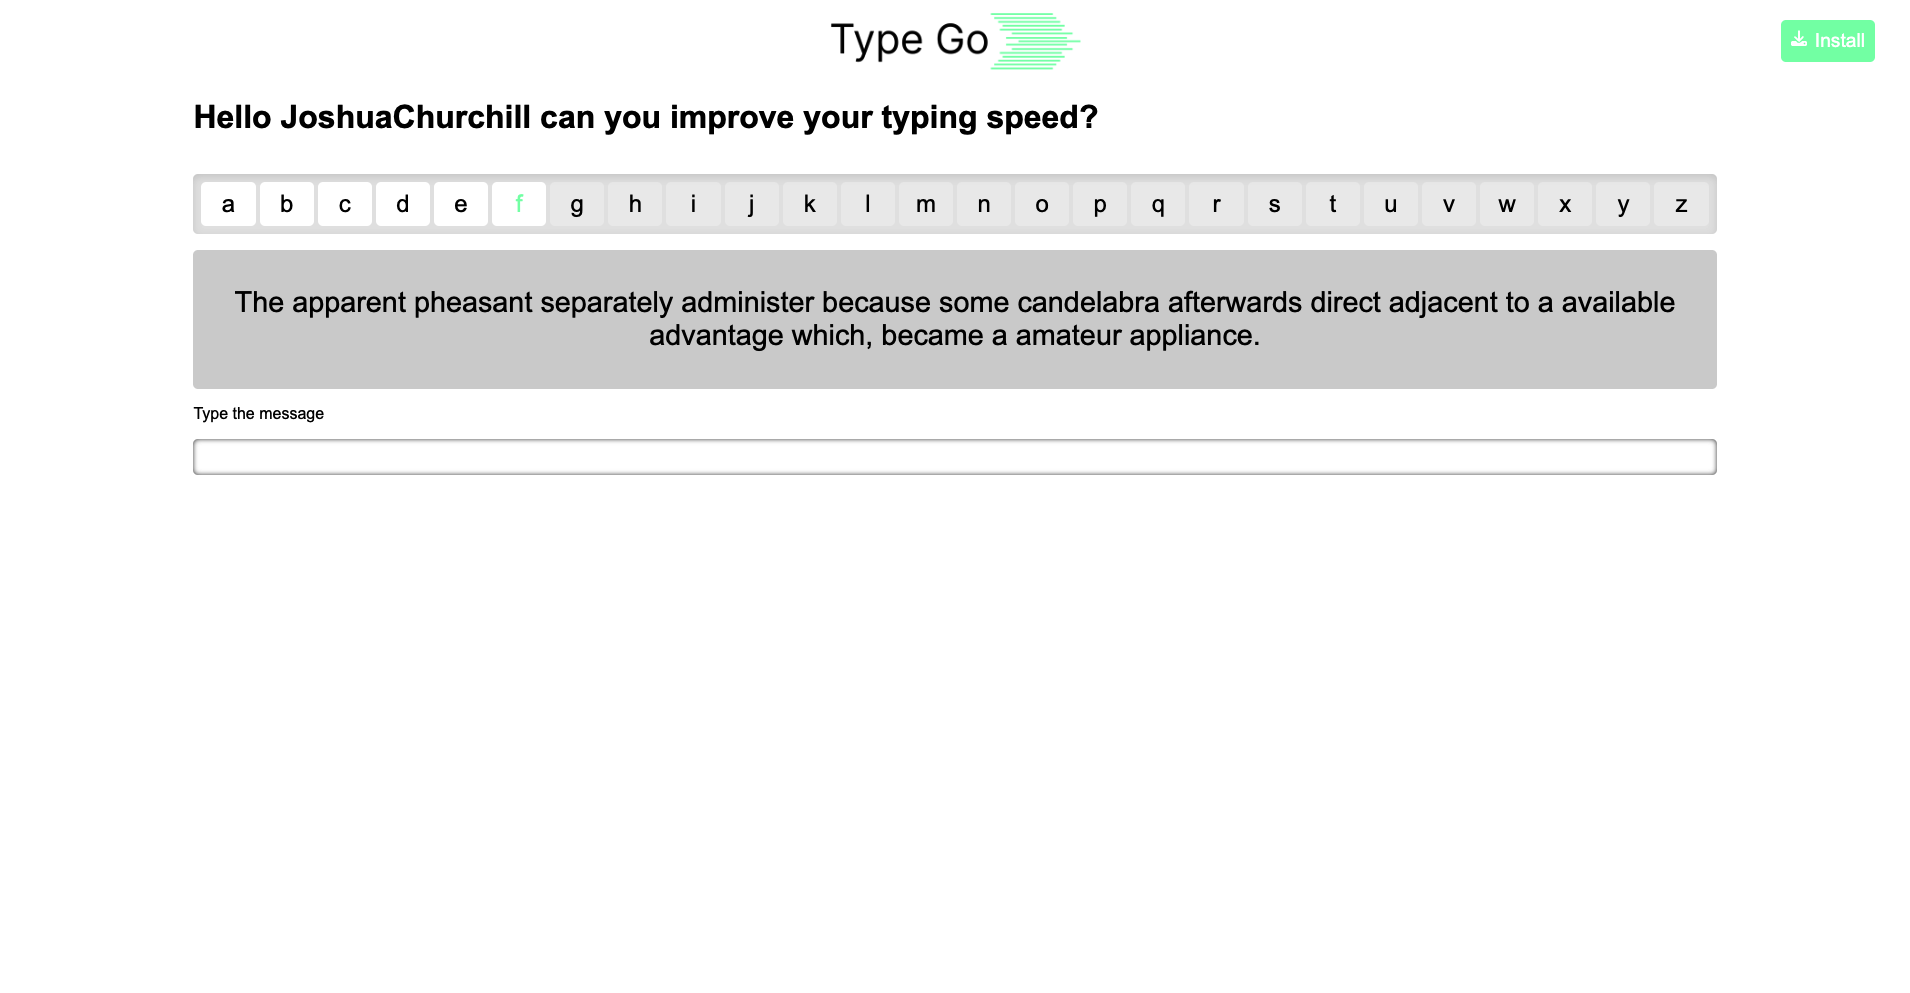 Type Go
Install
Hello JoshuaChurchill can you improve your typing speed?
a b c d e f g h i j k l m n o p q r s t u v w x y z
The apparent pheasant separately administer because some candelabra afterwards direct adjacent to a available
advantage which, became a amateur appliance.
Type the message